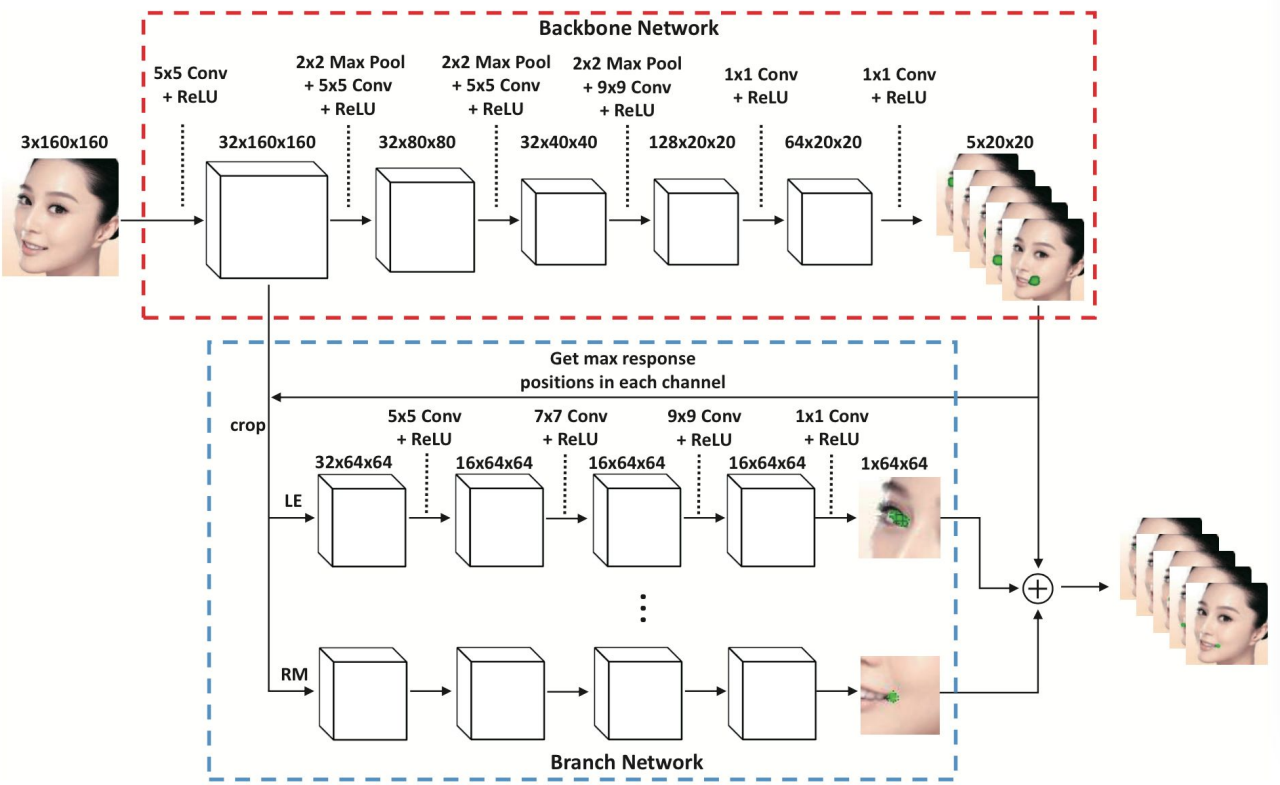 Backbone Network
5x5 Conv
+ ReLU
2x2 Max Pool
+ 5x5 Conv
+ ReLU
2x2 Max Pool
+ 5x5 Conv
+ ReLU
2x2 Max Pool
+ 9x9 Conv
+ ReLU
1x1 Conv
+ ReLU
1x1 Conv
+ ReLU
3x160x160
32x160x160
32x80x80
32x40x40
128x20x20
64x20x20
5x20x20
Get max response
positions in each channel
crop
5x5 Conv
+ ReLU
7x7 Conv
+ ReLU
9x9 Conv
+ ReLU
1x1 Conv
+ ReLU
32x64x64
16x64x64
16x64x64
16x64x64
1x64x64
LE
RM
Branch Network